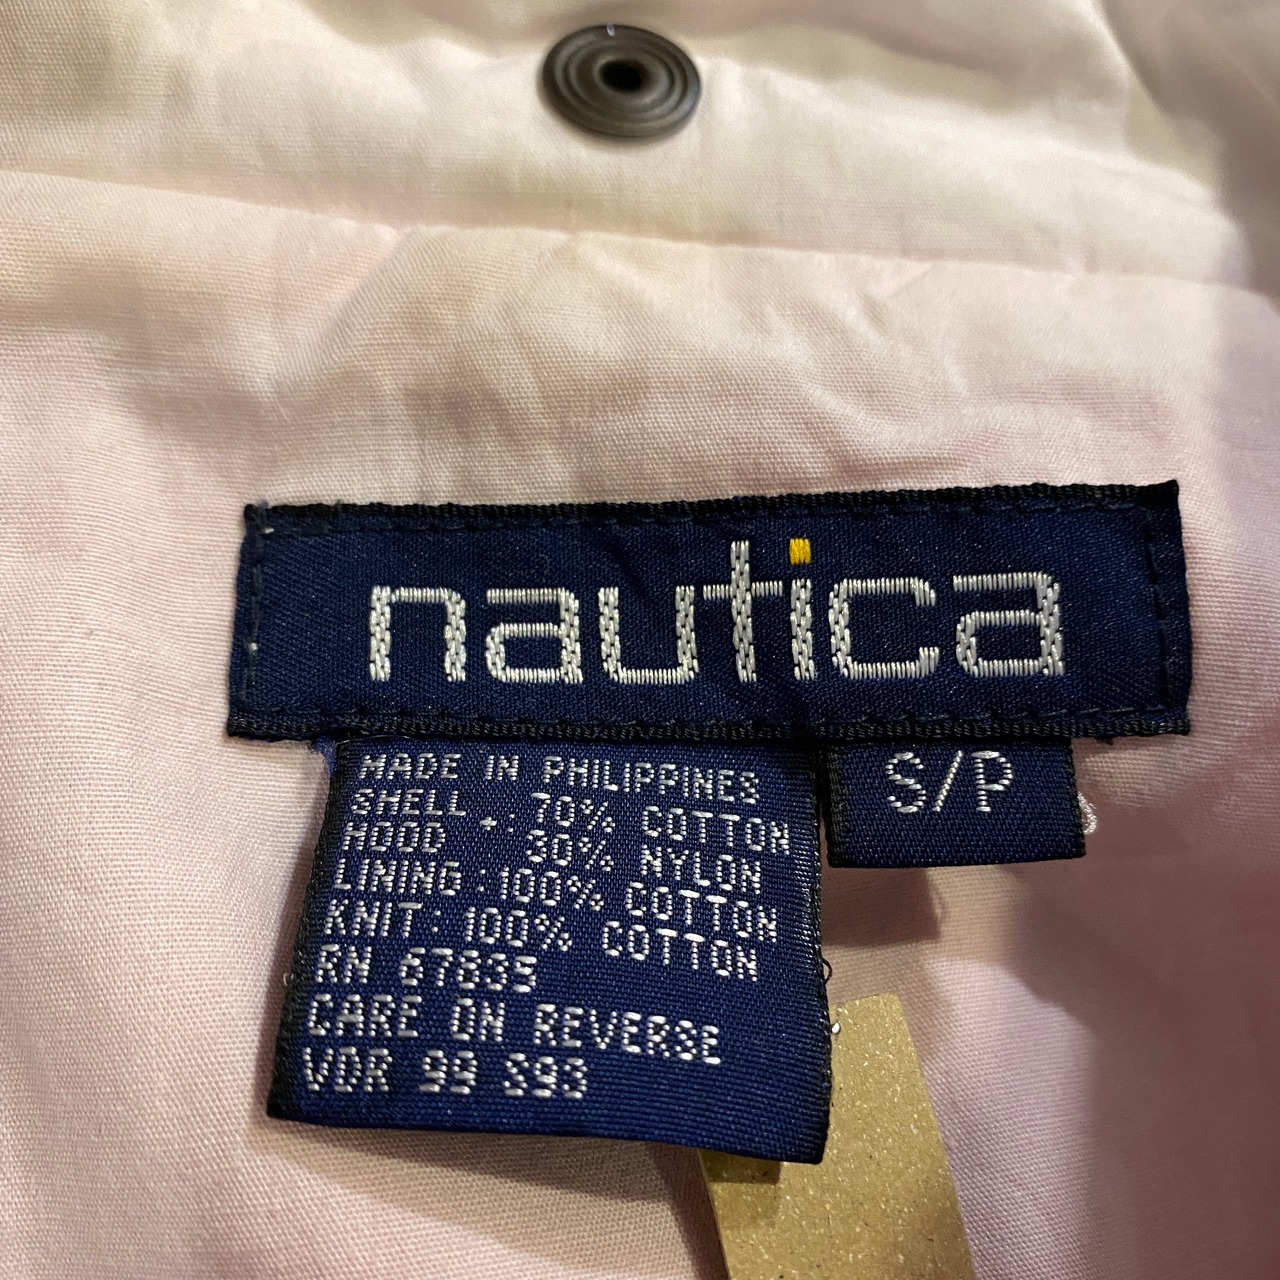 nautica
S/P
MADE IN PHILIPPINES
SHELL +: 70% COTTON
HOOD 30% NYLON
LINING: 100% COTTON
KNIT: 100% COTTON
RN 67835
CARE ON REVERSE
VDR 99 S93